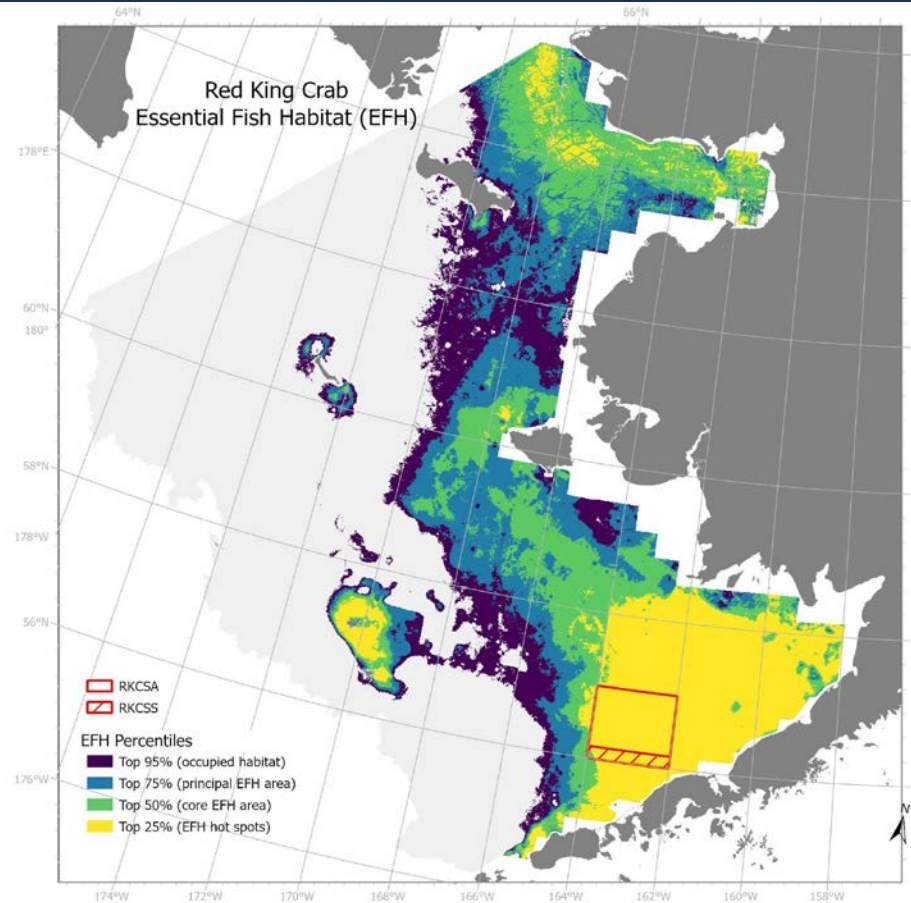 64°N
66°N
Red King Crab
Essential Fish Habitat (EFH)
178°E
60°N
180°
58°N
178°W
56°N
RKCSA
RKCSS
EFH Percentiles
Top 95% (occupied habitat)
Top 75% (principal EFH area)
Top 50% (core EFH area)
Top 25% (EFH hot spots)
176°W
N
174°W
172°W
170°W
168°W
166°W
164°W
162°W
160°W
158°W